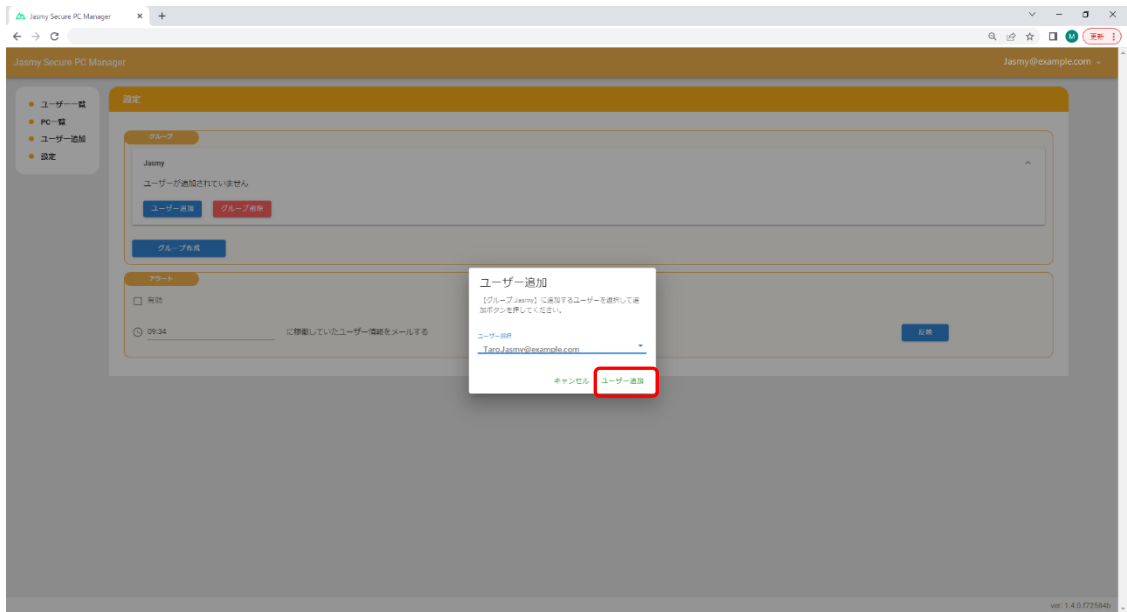 Jasmy Secure PC Manager
更新
Jasmy Secure PC Manager
Jasmy@example.com
ユーザー一覧
PC一覧
ユーザー追加
設定
設定
グループ
Jasmy
ユーザーが追加されていません
ユーザー追加
グループ削除
グループ作成
アラート
有効
09:34
に稼働していたユーザー情報をメールする
反映
ユーザー追加
【グループ:Jasmy】に追加するユーザーを選択して追
加ボタンを押してください。
ユーザー選択
Taro.Jasmy@example.com
キャンセル
ユーザー追加
ver. 1.4.0.f72584b